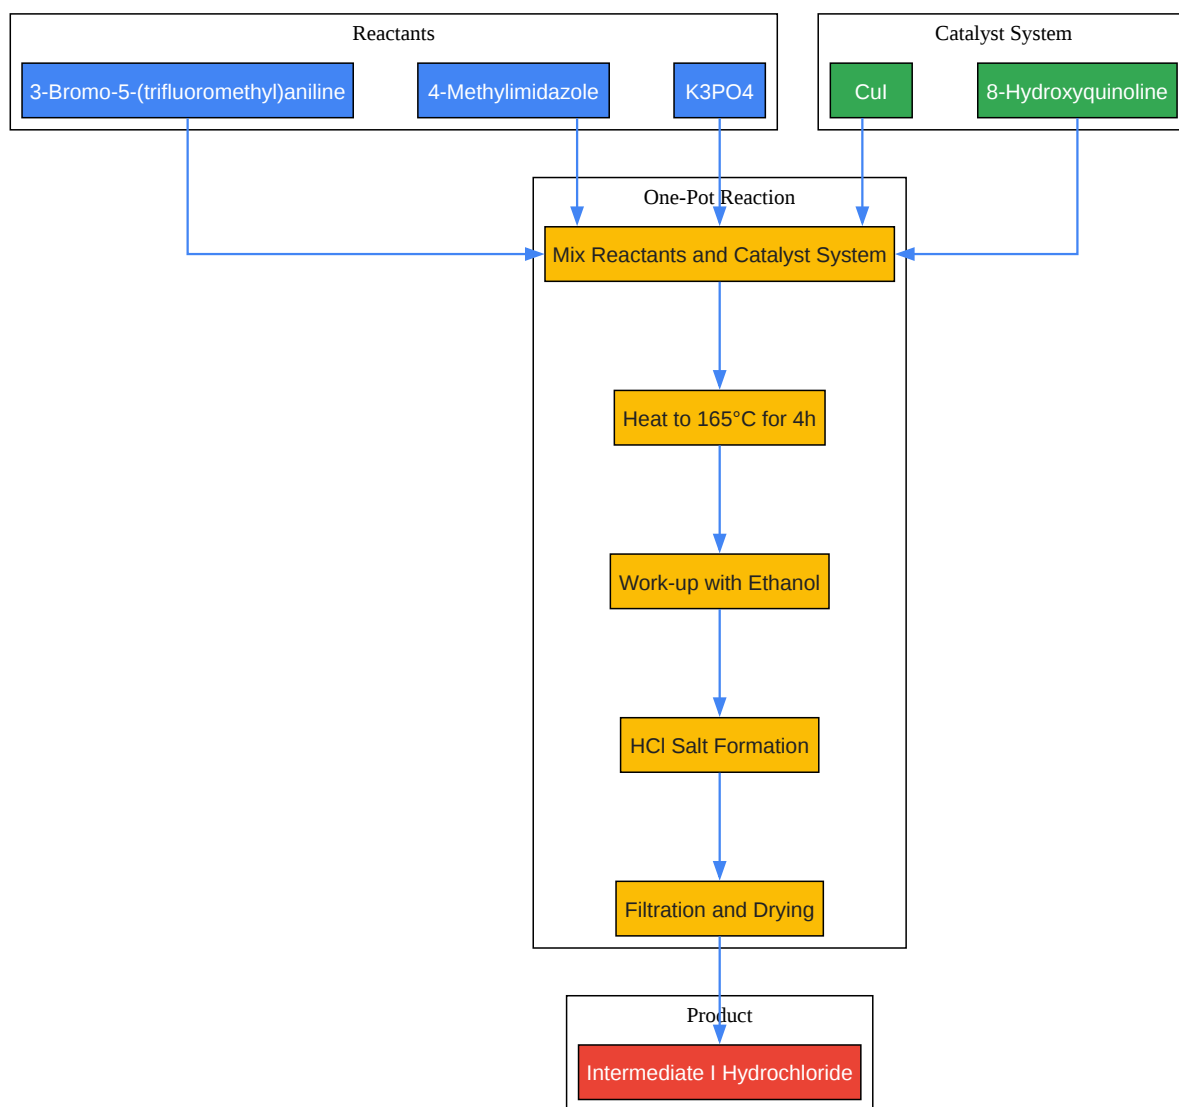 Reactants
Catalyst System
3-Bromo-5-(trifluoromethyl)aniline
4-Methylimidazole
K3PO4
CuI
8-Hydroxyquinoline
One-Pot Reaction
Mix Reactants and Catalyst System
Heat to 165°C for 4h
Work-up with Ethanol
HCl Salt Formation
Filtration and Drying
Product
Intermediate I Hydrochloride